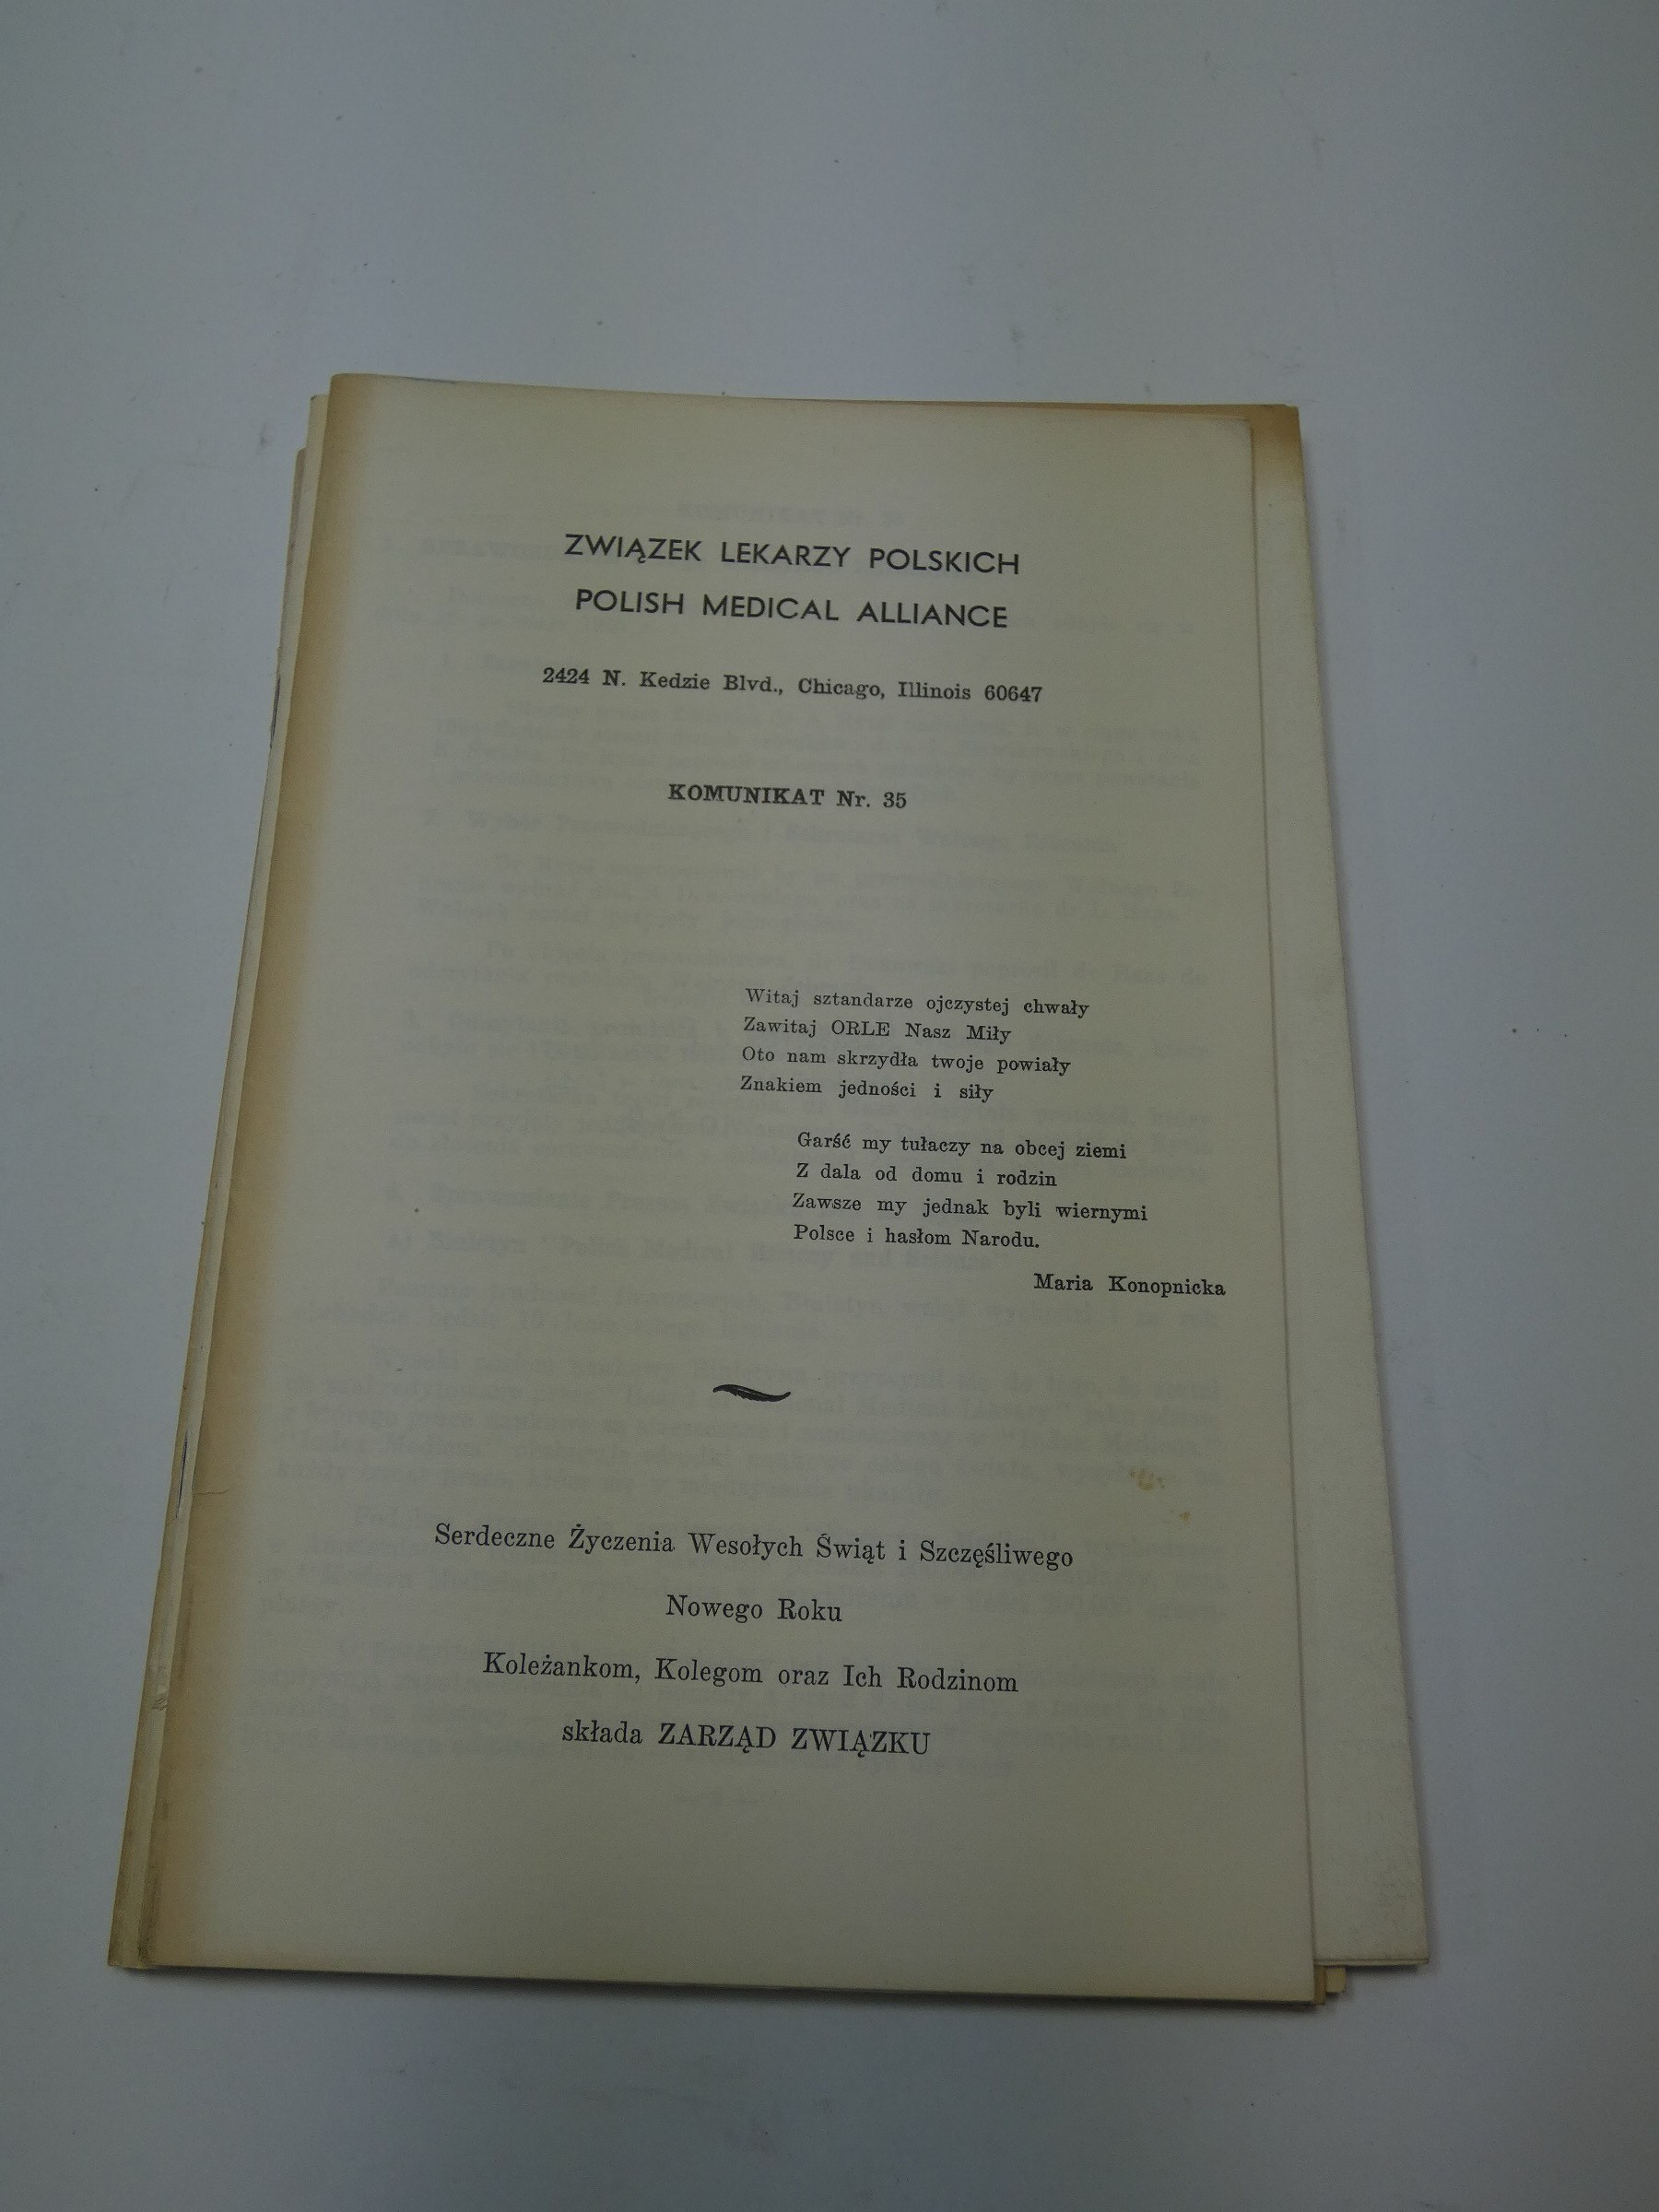 ZWIĄZEK LEKARZY POLSKICH
POLISH MEDICAL ALLIANCE
2424 N. Kedzie Blvd., Chicago, Illinois 60647
KOMUNIKAT Nr. 35
Witaj sztandarze ojczystej chwały
Zawitaj ORLE Nasz Miły
Oto nam skrzydła twoje powiały
Znakiem jedności i siły
Garść my tułaczy na obcej ziemi
Z dala od domu i rodzin
Zawsze my jednak byli wiernymi
Polsce i hasłom Narodu.
Maria Konopnicka
Serdeczne Życzenia Wesołych Świąt i Szczęśliwego
Nowego Roku
Koleżankom, Kolegom oraz Ich Rodzinom
składa ZARZĄD ZWIĄZKU